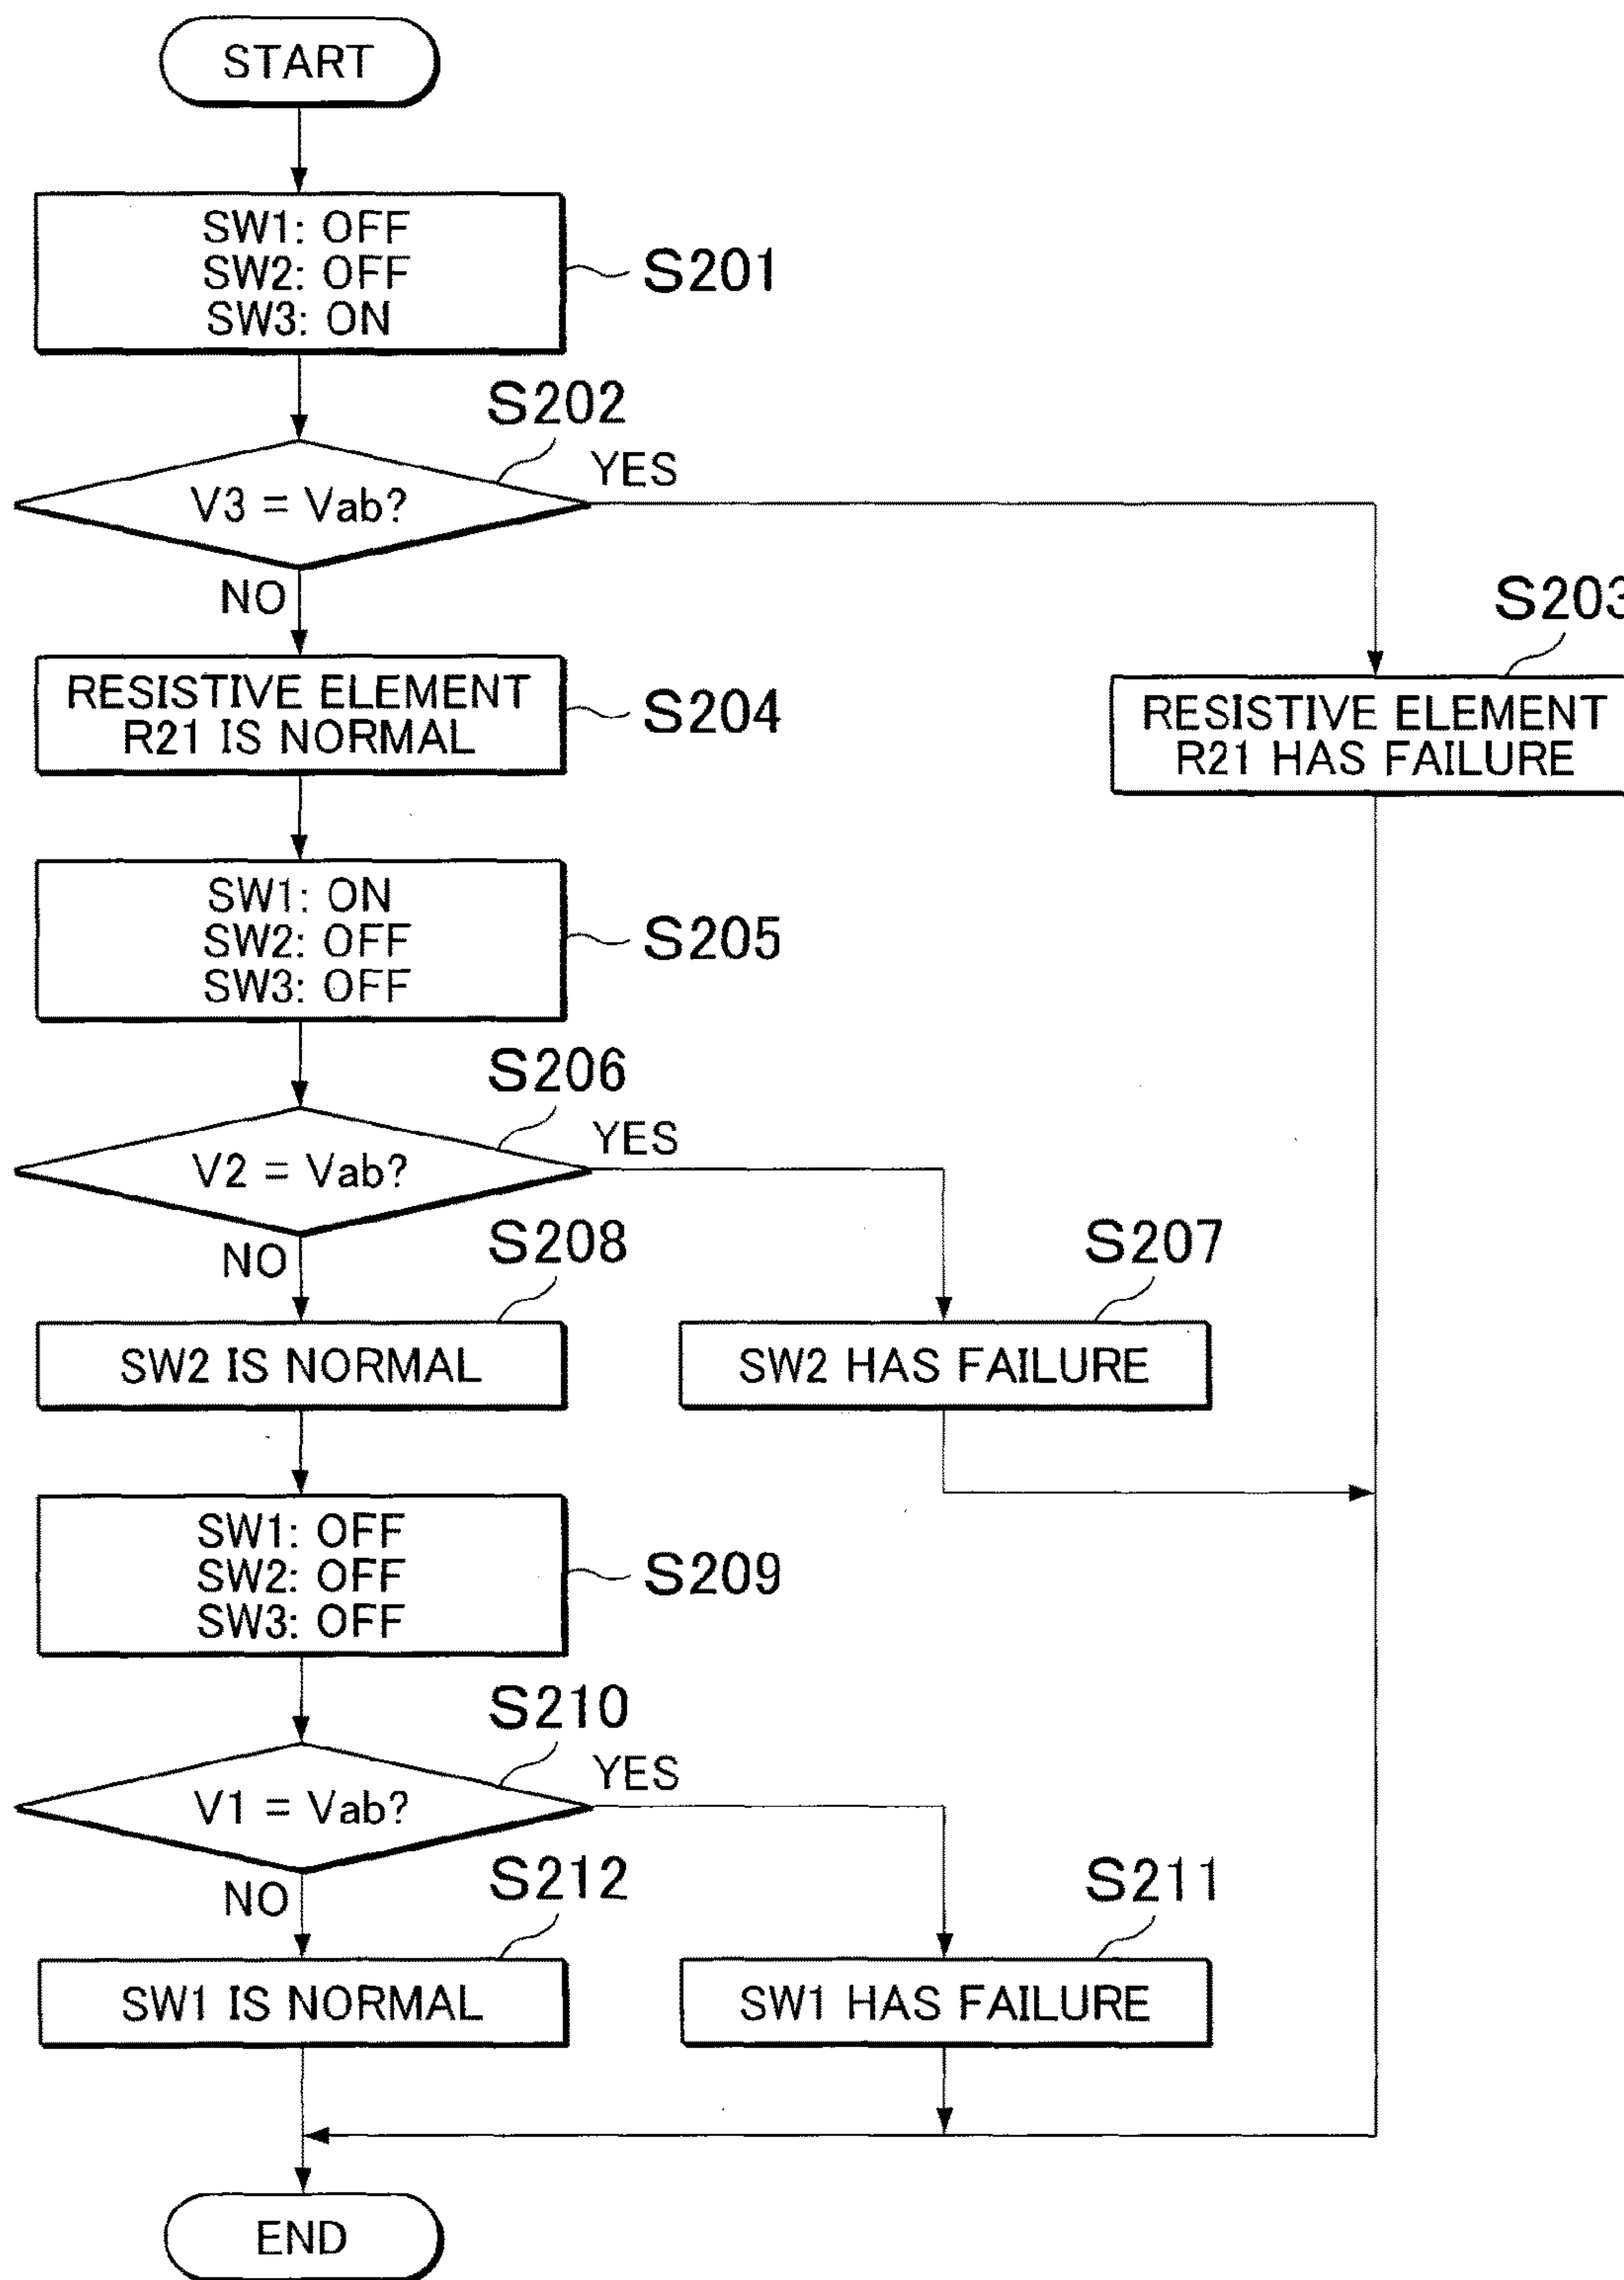 START
SW1: OFF
SW2: OFF
SW3: ON
S201
S202
V3 = Vab?
YES
NO
S203
RESISTIVE ELEMENT
R21 IS NORMAL
S204
RESISTIVE ELEMENT
R21 HAS FAILURE
SW1: ON
SW2: OFF
SW3: OFF
S205
S206
V2 = Vab?
YES
NO
S208
S207
SW2 IS NORMAL
SW2 HAS FAILURE
SW1: OFF
SW2: OFF
SW3: OFF
S209
S210
V1 = Vab?
YES
NO
S212
S211
SW1 IS NORMAL
SW1 HAS FAILURE
END